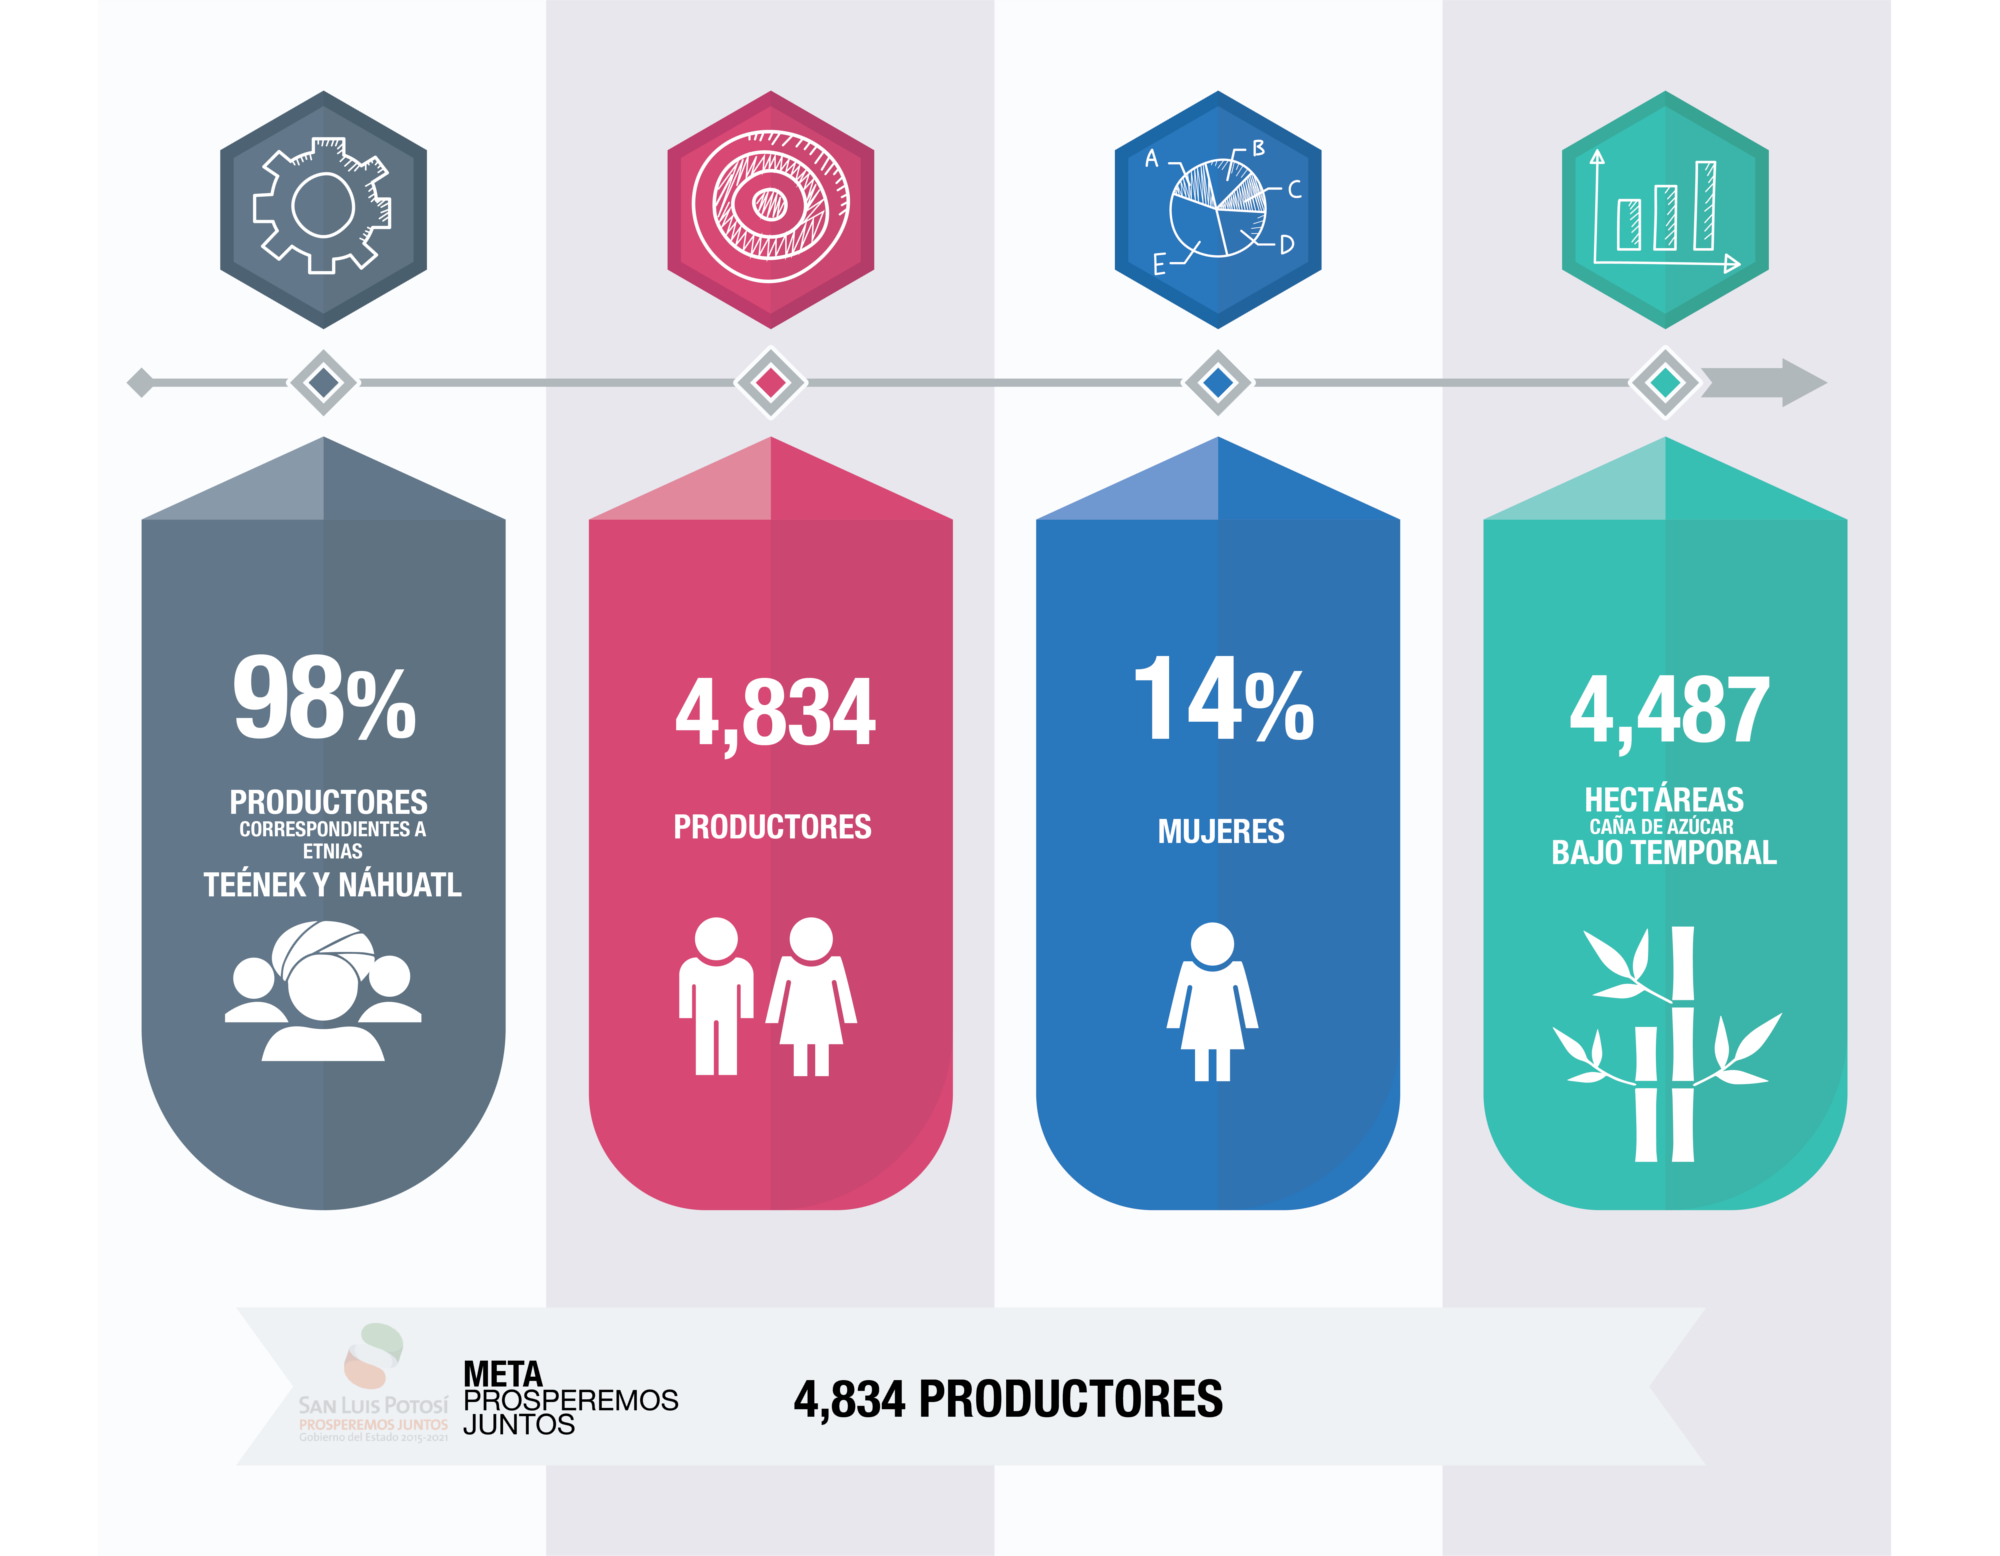 A
B
C
D
E
98%
PRODUCTORES
CORRESPONDIENTES A
ETNIAS
TEÉNEK Y NÁHUATL
4,834
PRODUCTORES
14%
MUJERES
4,487
HECTÁREAS
CAÑA DE AZÚCAR
BAJO TEMPORAL
SAN LUIS POTOSÍ
PROSPEREMOS JUNTOS
Gobierno del Estado 2015-2021
META
PROSPEREMOS
JUNTOS
4,834 PRODUCTORES